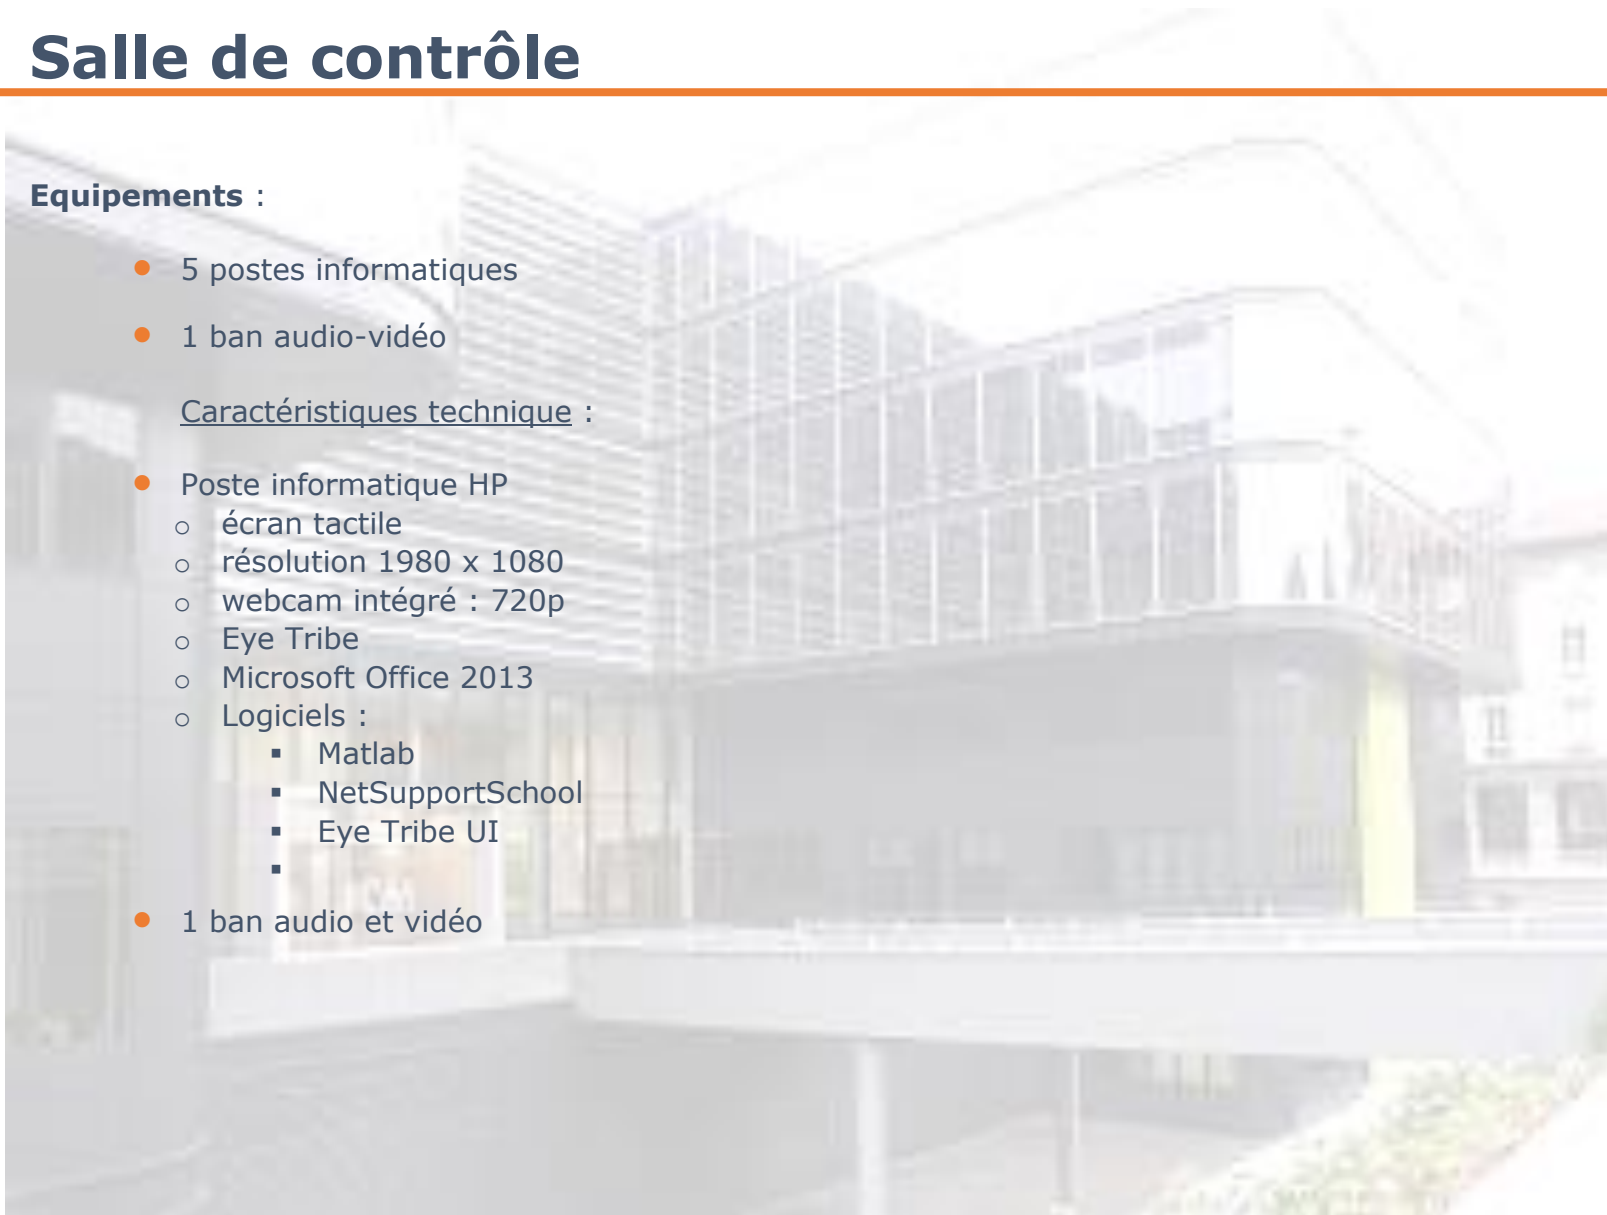 Salle de contrôle
Equipements :
5 postes informatiques
1 ban audio-vidéo
Caractéristiques technique :
Poste informatique HP
écran tactile
résolution 1980 x 1080
webcam intégré : 720p
Eye Tribe
Microsoft Office 2013
Logiciels :
Matlab
NetSupportSchool
Eye Tribe UI
1 ban audio et vidéo